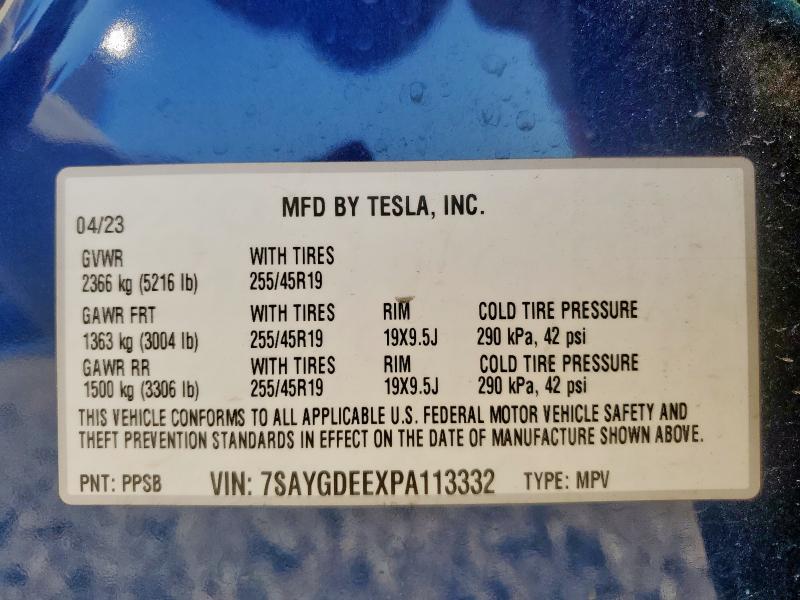 MFD BY TESLA, INC.
04/23
GVWR WITH TIRES
2366 kg (5216 lb) 255/45R19
GAWR FRT WITH TIRES RIM COLD TIRE PRESSURE
1363 kg (3004 lb) 255/45R19 19X9.5J 290 kPa, 42 psi
GAWR RR WITH TIRES RIM COLD TIRE PRESSURE
1500 kg (3306 lb) 255/45R19 19X9.5J 290 kPa, 42 psi
THIS VEHICLE CONFORMS TO ALL APPLICABLE U.S. FEDERAL MOTOR VEHICLE SAFETY AND
THEFT PREVENTION STANDARDS IN EFFECT ON THE DATE OF MANUFACTURE SHOWN ABOVE.
PNT: PPSB VIN: 7SAYGDEEXPA113332 TYPE: MPV